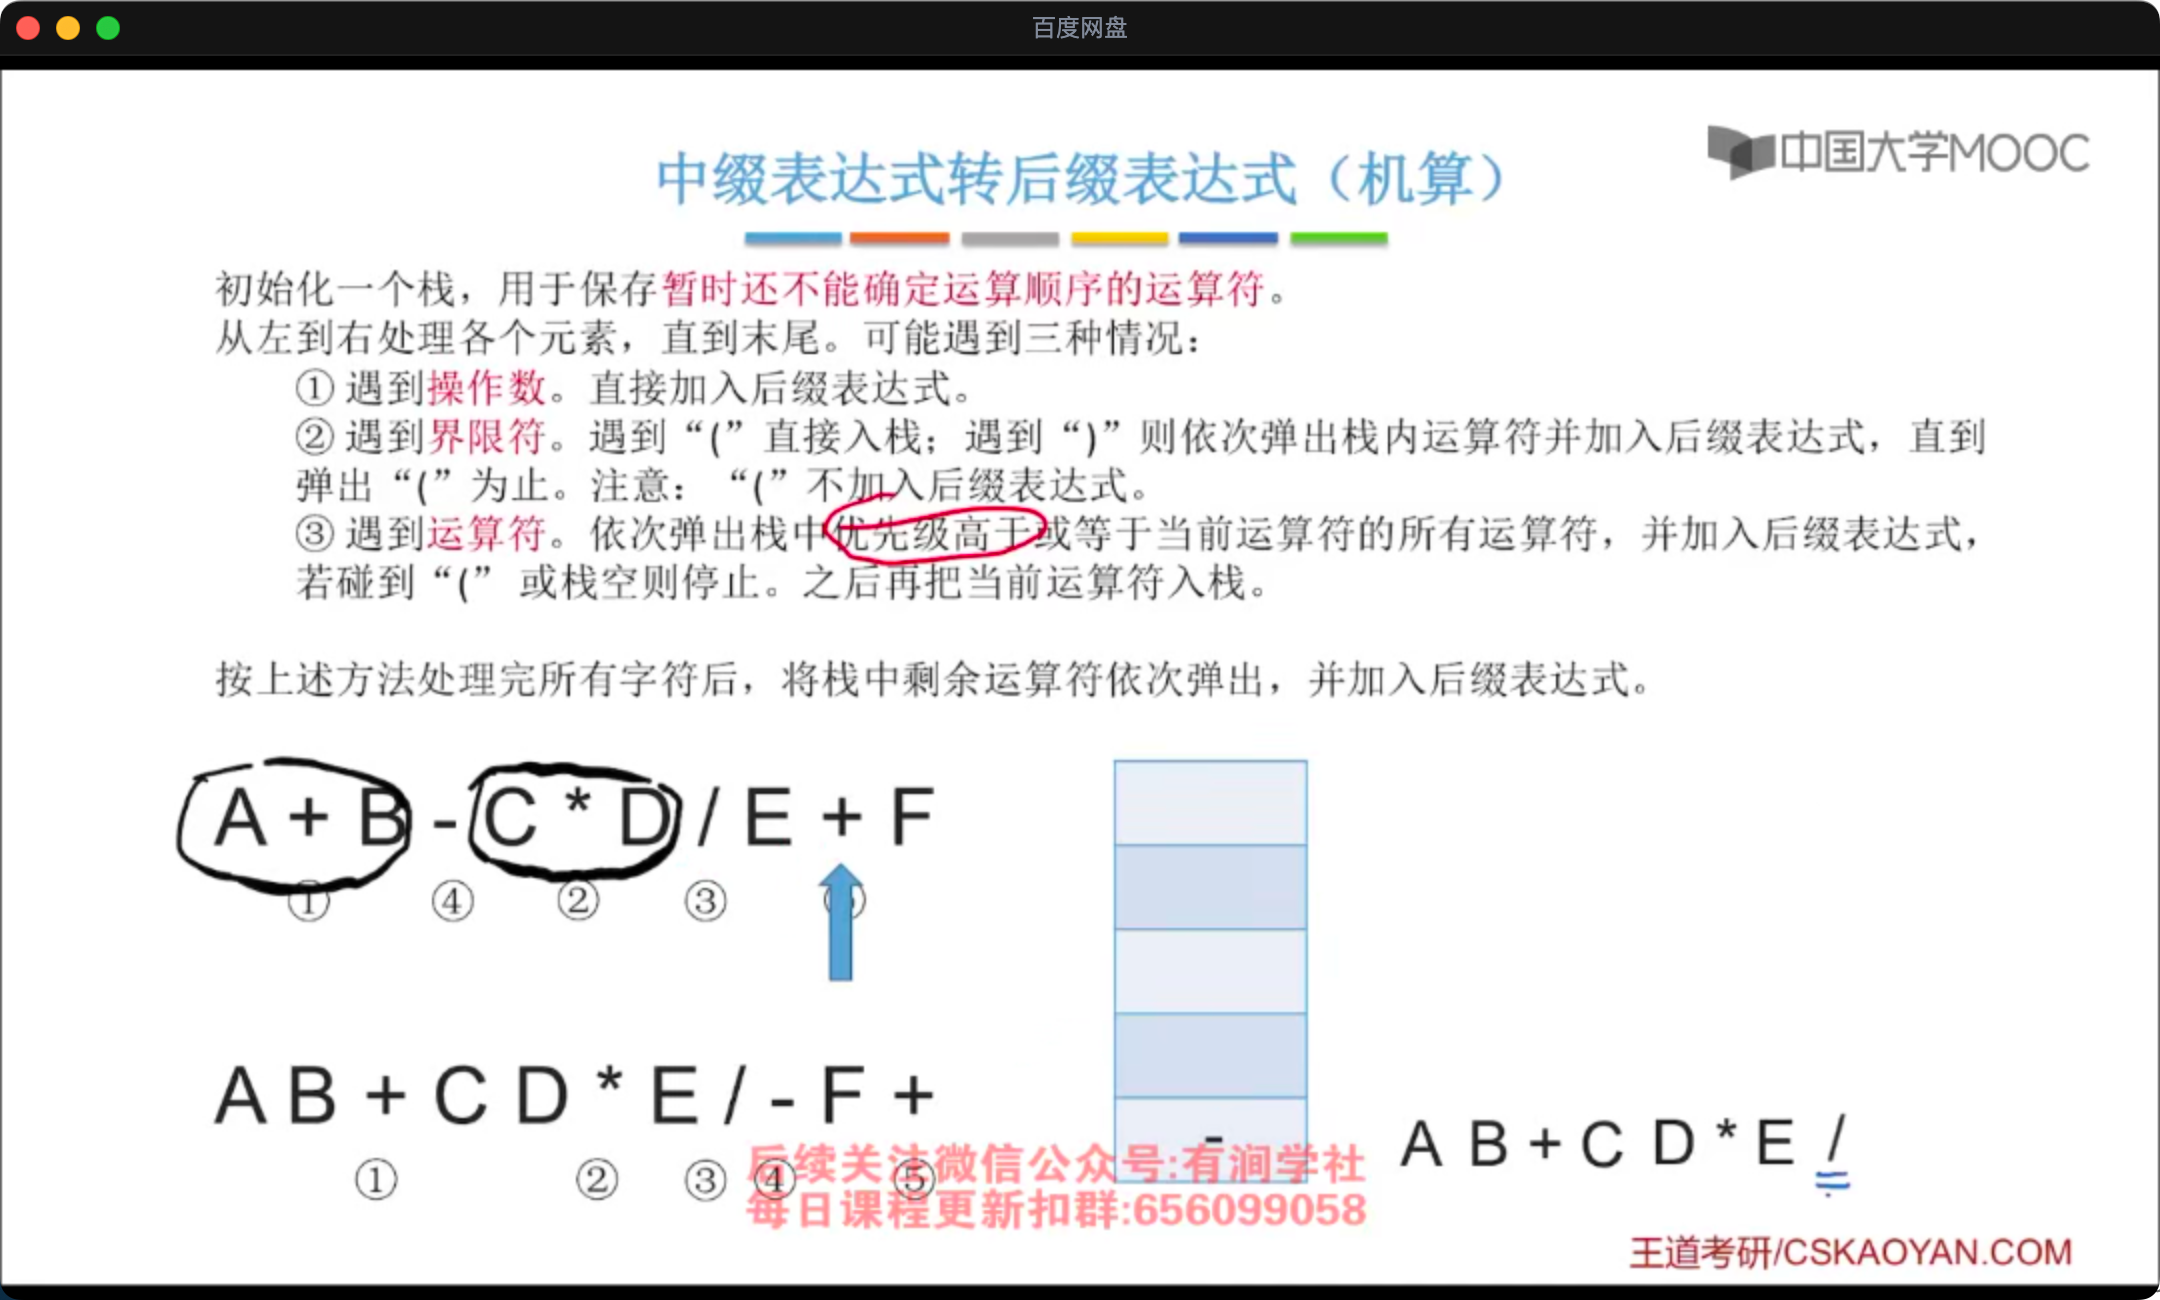 百度网盘
中国大学MOOC
中缀表达式转后缀表达式（机算）
初始化一个栈，用于保存暂时还不能确定运算顺序的运算符。
从左到右处理各个元素，直到末尾。可能遇到三种情况：
① 遇到操作数。直接加入后缀表达式。
② 遇到界限符。遇到“(”直接入栈；遇到“)”则依次弹出栈内运算符并加入后缀表达式，直到
弹出“(”为止。注意：“(”不加入后缀表达式。
③ 遇到运算符。依次弹出栈中优先级高于或等于当前运算符的所有运算符，并加入后缀表达式，
若碰到“(” 或栈空则停止。之后再把当前运算符入栈。
按上述方法处理完所有字符后，将栈中剩余运算符依次弹出，并加入后缀表达式。
A + B - C * D / E + F
① ④ ② ③
A B + C D * E / - F +
① ② ③ ④ ⑤
-
A B + C D * E /
后续关注微信公众号:有涧学社
每日课程更新扣群:656099058
王道考研/CSKAOYAN.COM